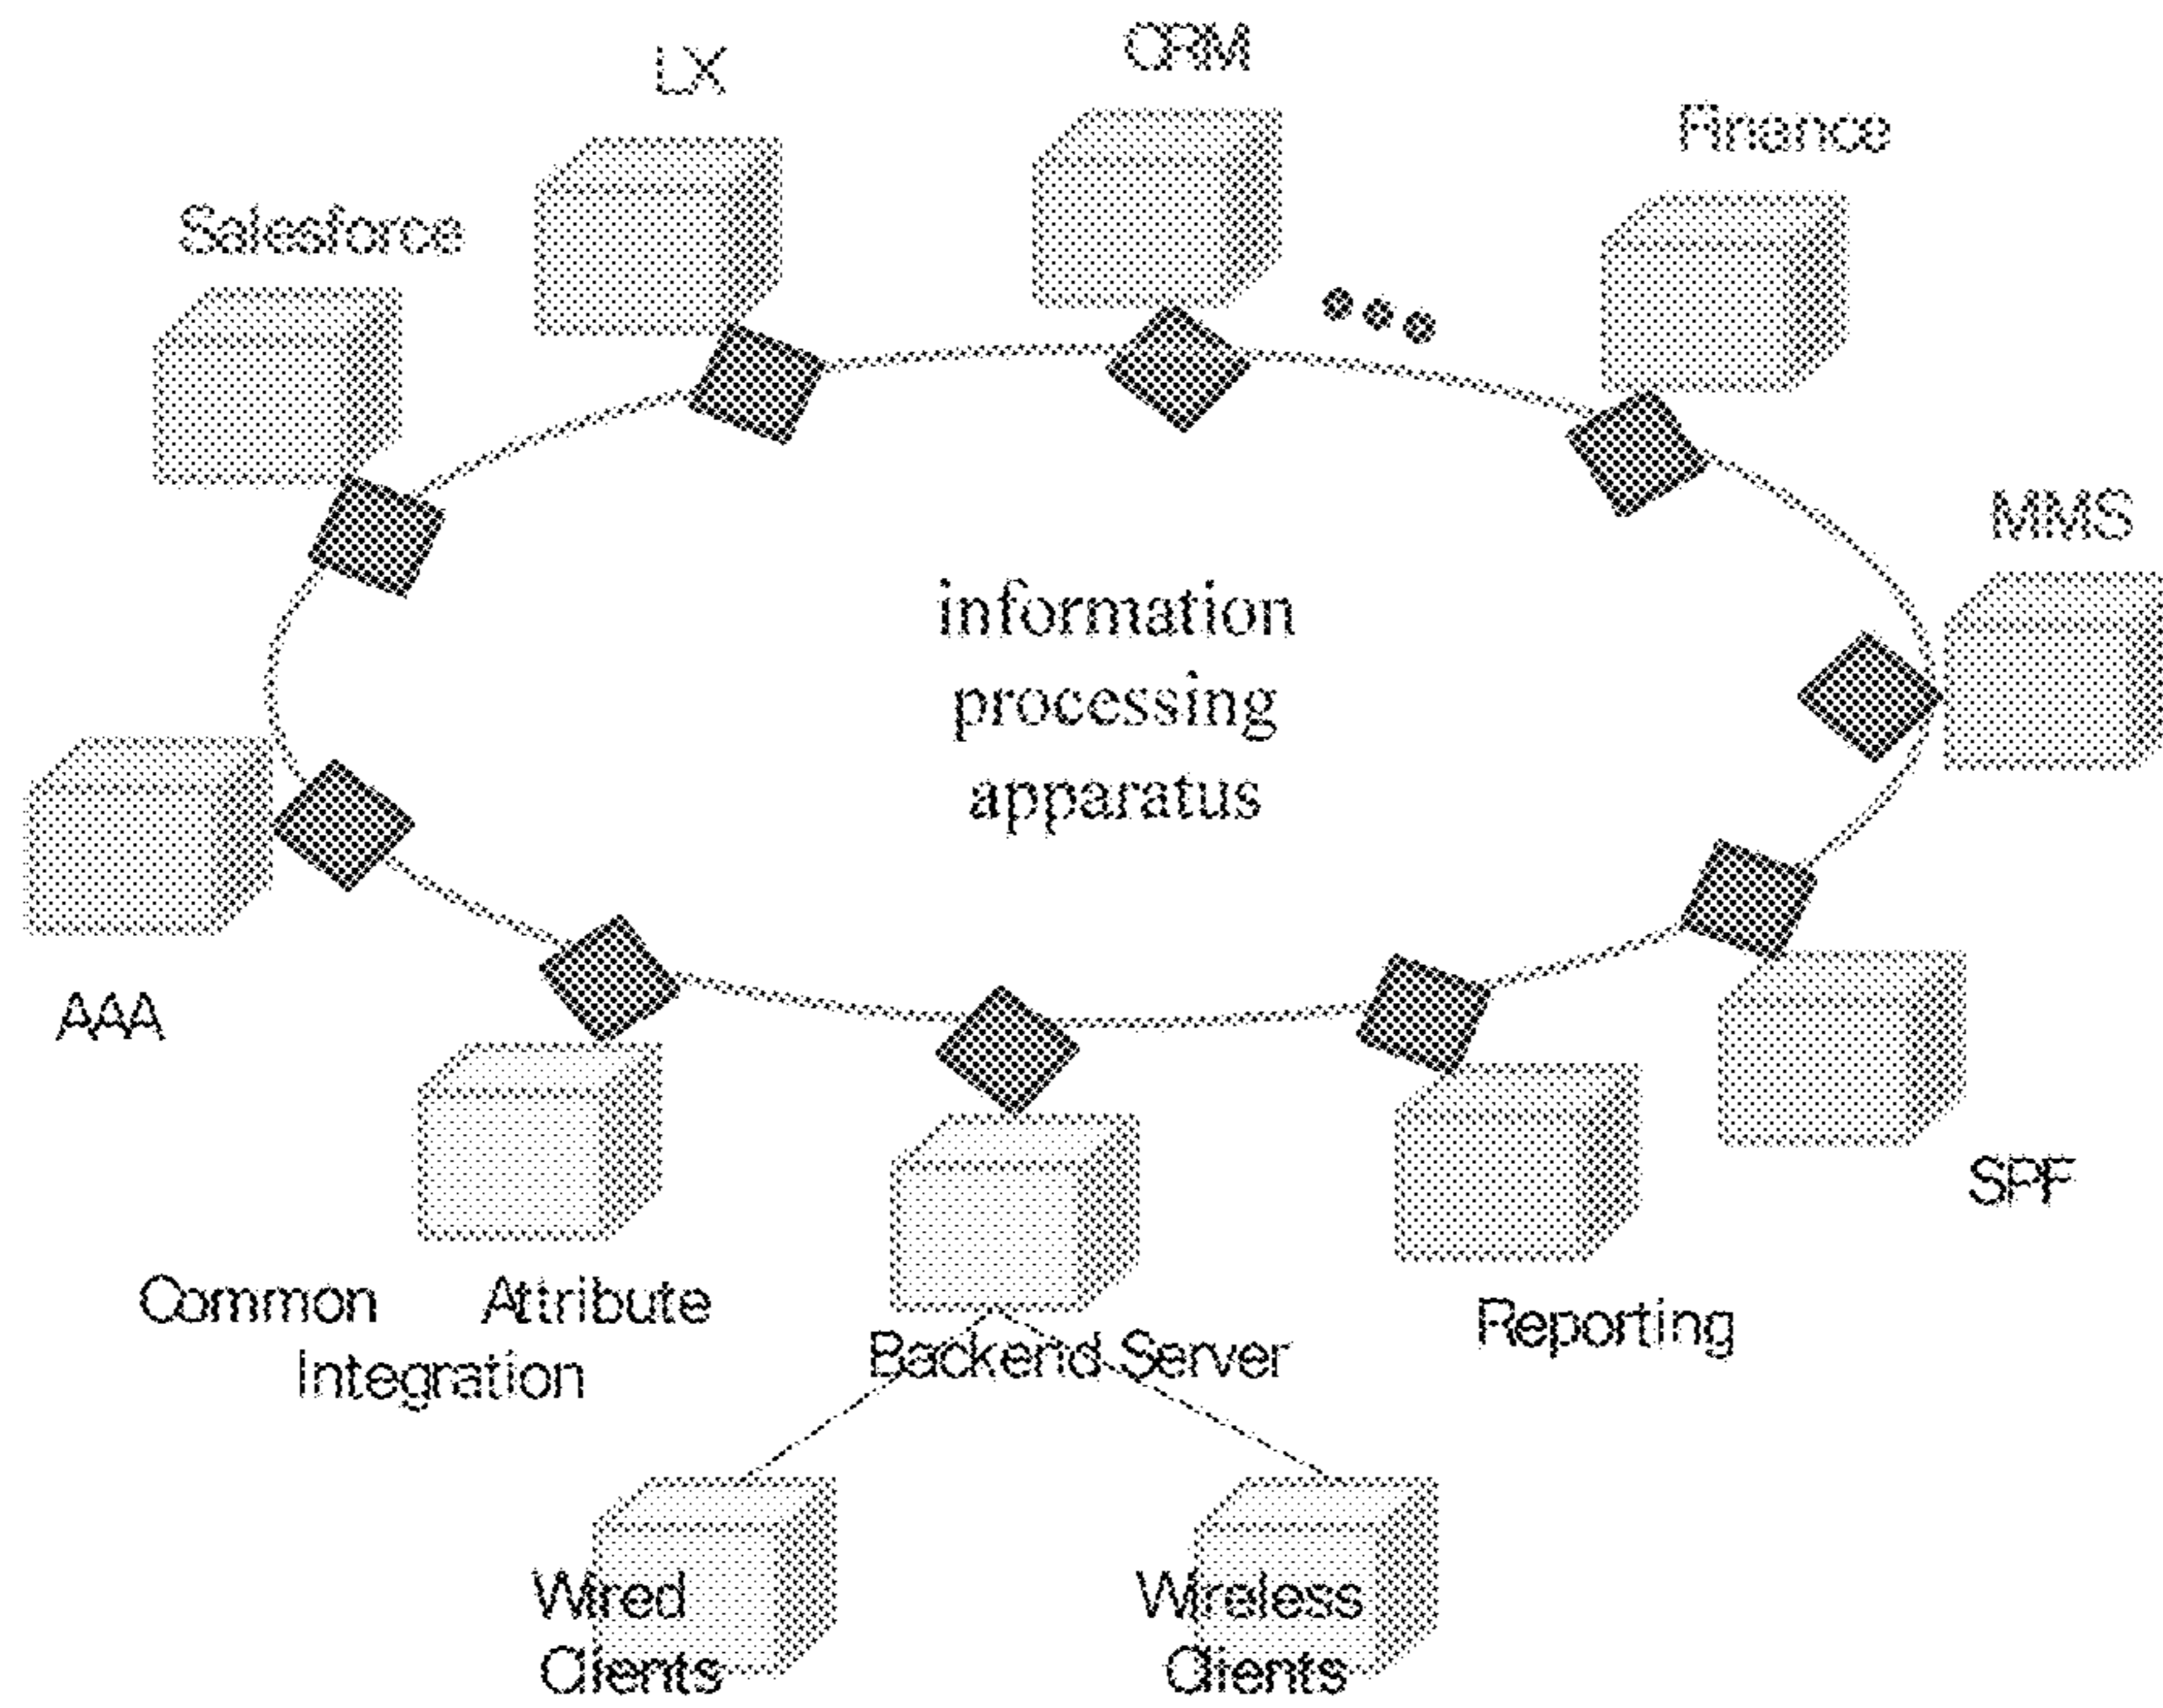 LX
CRM
Finance
Salesforce
MMS
information
processing
apparatus
AAA
SPF
Common Attribute
Integration
Backend Server
Reporting
Wired
Clients
Wireless
Clients